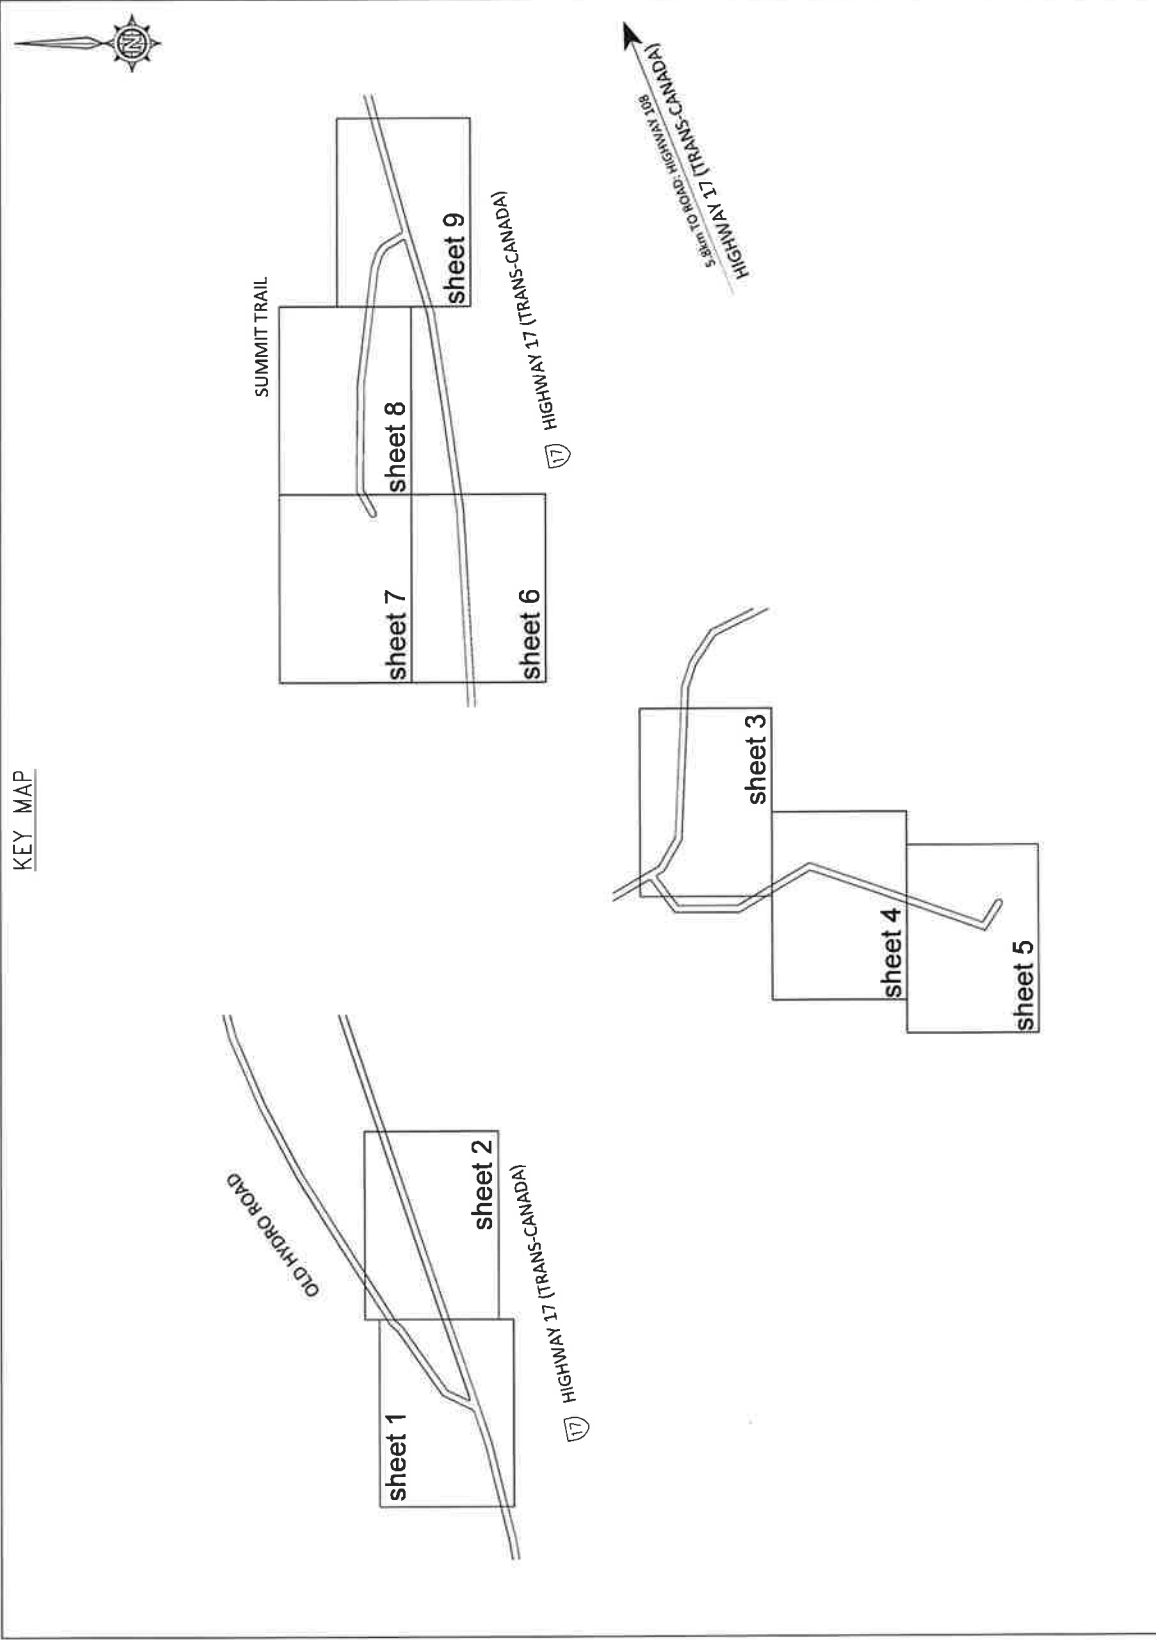 KEY MAP
N
OLD HYDRO ROAD
sheet 1
sheet 2
17 HIGHWAY 17 (TRANS-CANADA)
SUMMIT TRAIL
sheet 7
sheet 8
sheet 9
sheet 6
17 HIGHWAY 17 (TRANS-CANADA)
sheet 3
sheet 4
sheet 5
5.8km TO ROAD: HIGHWAY 108
HIGHWAY 17 (TRANS-CANADA)